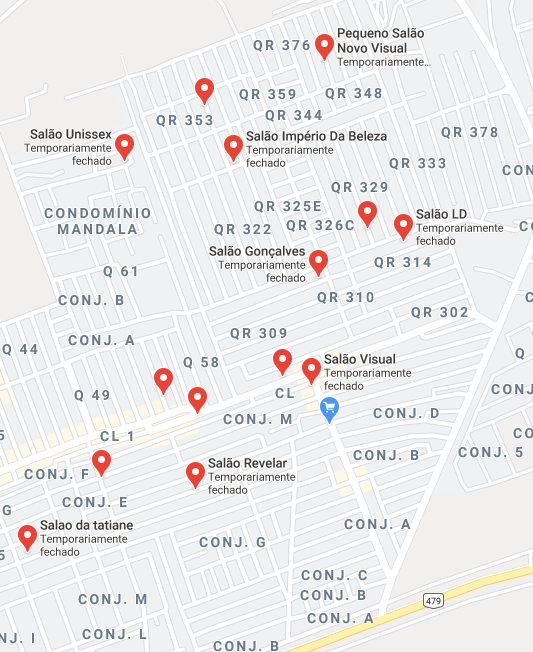 Pequeno Salão
Novo Visual
Temporariamente...
QR 376
QR 359
QR 348
QR 353
QR 344
Salão Unissex
Temporariamente
fechado
Salão Império Da Beleza
Temporariamente
fechado
QR 378
QR 333
CON
QR 329
CONDOMÍNIO
MANDALA
QR 325E
QR 322
QR 326C
Salão LD
Temporariamente
fechado
C
Salão Gonçalves
Temporariamente
fechado
QR 314
Q 61
CONJ. B
QR 310
QR 302
CONJ. A
QR 309
Q 44
Q 58
Salão Visual
Temporariamente
fechado
Q
Q 49
CL
CONJ
CONJ. M
CONJ. D
5
CL 1
CO
CONJ. B
CONJ. 5
Salão Revelar
Temporariamente
fechado
CONJ. F
CONJ. E
G
Salao da tatiane
Temporariamente
fechado
CONJ. A
5
CONJ. G
CONJ. C
CONJ. M
CONJ. B
479
CONJ. A
NJ. I
CONJ. L
CONJ. B